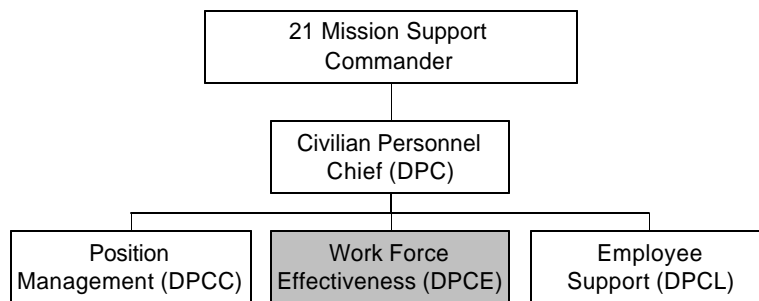 21 Mission Support
Commander
Civilian Personnel
Chief (DPC)
Position
Management (DPCC)
Work Force
Effectiveness (DPCE)
Employee
Support (DPCL)